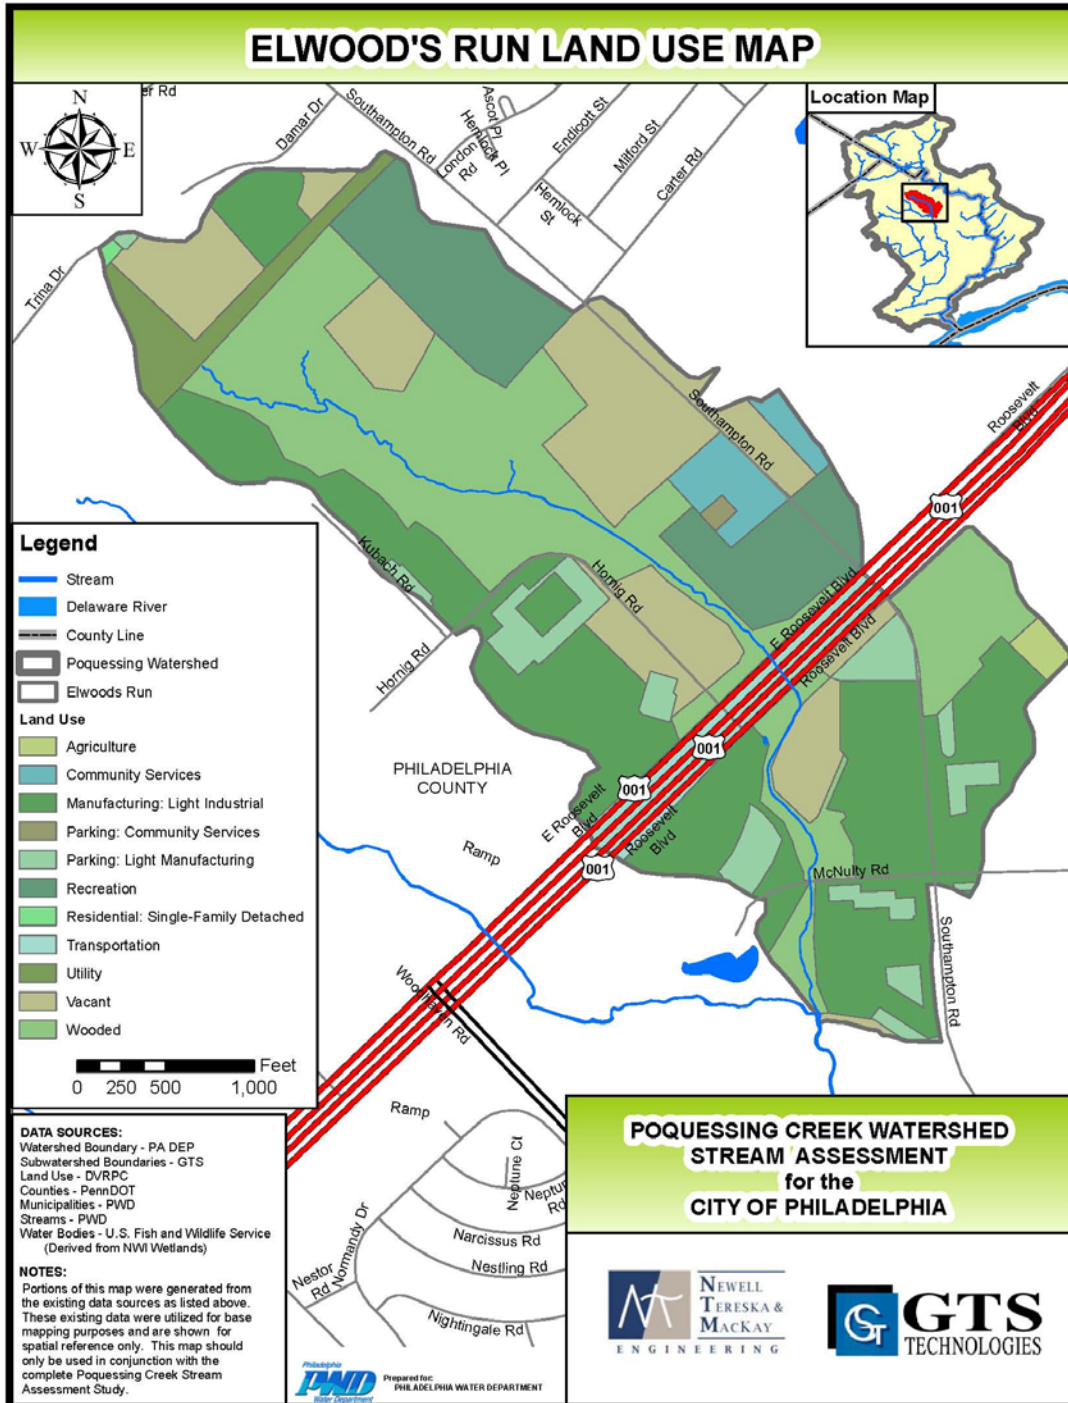 ELWOOD'S RUN LAND USE MAP
N
W
E
S
er Rd
Damar Dr
Southampton Rd
London Rd
Ascot Pl
Hemlock Pl
Endicott St
Milford St
Carter Rd
Hemlock St
Trina Dr
Location Map
Southampton Rd
Roosevelt Blvd
001
Kubach Rd
Hornig Rd
Hornig Rd
E Roosevelt Blvd
Roosevelt Blvd
001
001
PHILADELPHIA
COUNTY
E Roosevelt Blvd
Roosevelt Blvd
001
Ramp
McNulty Rd
Southampton Rd
Woodhaven Rd
Legend
Stream
Delaware River
County Line
Poquessing Watershed
Elwoods Run
Land Use
Agriculture
Community Services
Manufacturing: Light Industrial
Parking: Community Services
Parking: Light Manufacturing
Recreation
Residential: Single-Family Detached
Transportation
Utility
Vacant
Wooded
Feet
0 250 500 1,000
Ramp
Normandy Dr
Nestor Rd
Neptune Ct
Neptun
Rd
Narcissus Rd
Nestling Rd
Nightingale Rd
DATA SOURCES:
Watershed Boundary - PA DEP
Subwatershed Boundaries - GTS
Land Use - DVRPC
Counties - PennDOT
Municipalities - PWD
Streams - PWD
Water Bodies - U.S. Fish and Wildlife Service
(Derived from NWI Wetlands)
NOTES:
Portions of this map were generated from
the existing data sources as listed above.
These existing data were utilized for base
mapping purposes and are shown for
spatial reference only. This map should
only be used in conjunction with the
complete Poquessing Creek Stream
Assessment Study.
Philadelphia
PWD
Water Department
Prepared for:
PHILADELPHIA WATER DEPARTMENT
POQUESSING CREEK WATERSHED
STREAM ASSESSMENT
for the
CITY OF PHILADELPHIA
NEWELL
TERESKA &
MACKAY
ENGINEERING
GTS
TECHNOLOGIES